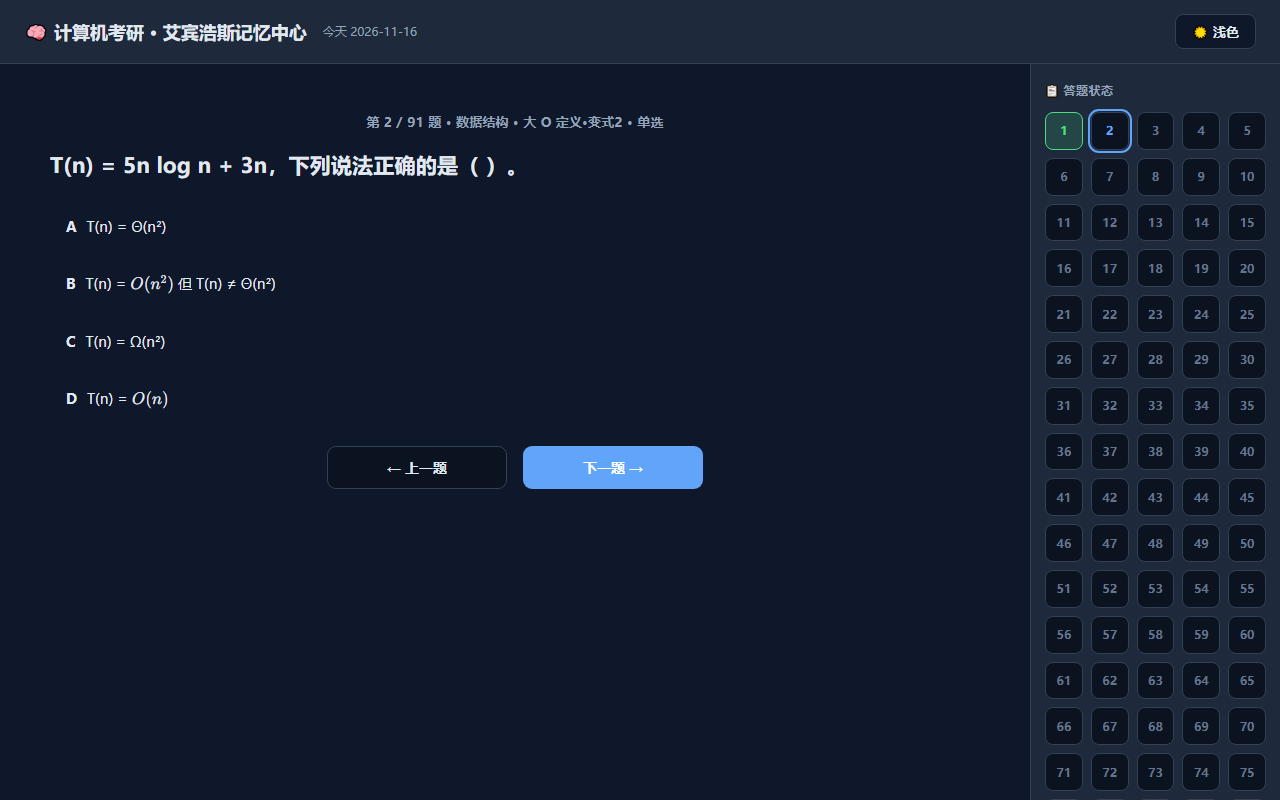 🧠 计算机考研 • 艾宾浩斯记忆中心 今天 2026-11-16
浅色
第 2 / 91 题 • 数据结构 • 大 O 定义•变式2 • 单选
T(n) = 5n log n + 3n，下列说法正确的是（ ）。
A T(n) = Θ(n²)
B T(n) = O(n²) 但 T(n) ≠ Θ(n²)
C T(n) = Ω(n²)
D T(n) = O(n)
← 上一题
下一题 →
📋 答题状态
1 2 3 4 5
6 7 8 9 10
11 12 13 14 15
16 17 18 19 20
21 22 23 24 25
26 27 28 29 30
31 32 33 34 35
36 37 38 39 40
41 42 43 44 45
46 47 48 49 50
51 52 53 54 55
56 57 58 59 60
61 62 63 64 65
66 67 68 69 70
71 72 73 74 75